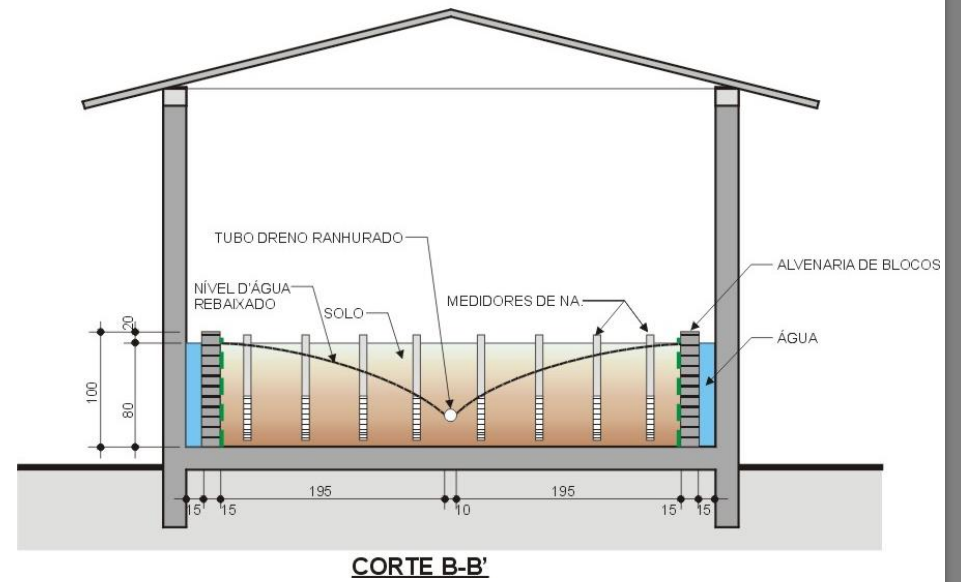 TUBO DRENO RANHURADO
ALVENARIA DE BLOCOS
NÍVEL D'ÁGUA
REBAIXADO
SOLO
MEDIDORES DE NA.
ÁGUA
20
100
80
195
195
15
15
10
15
15
CORTE B-B'